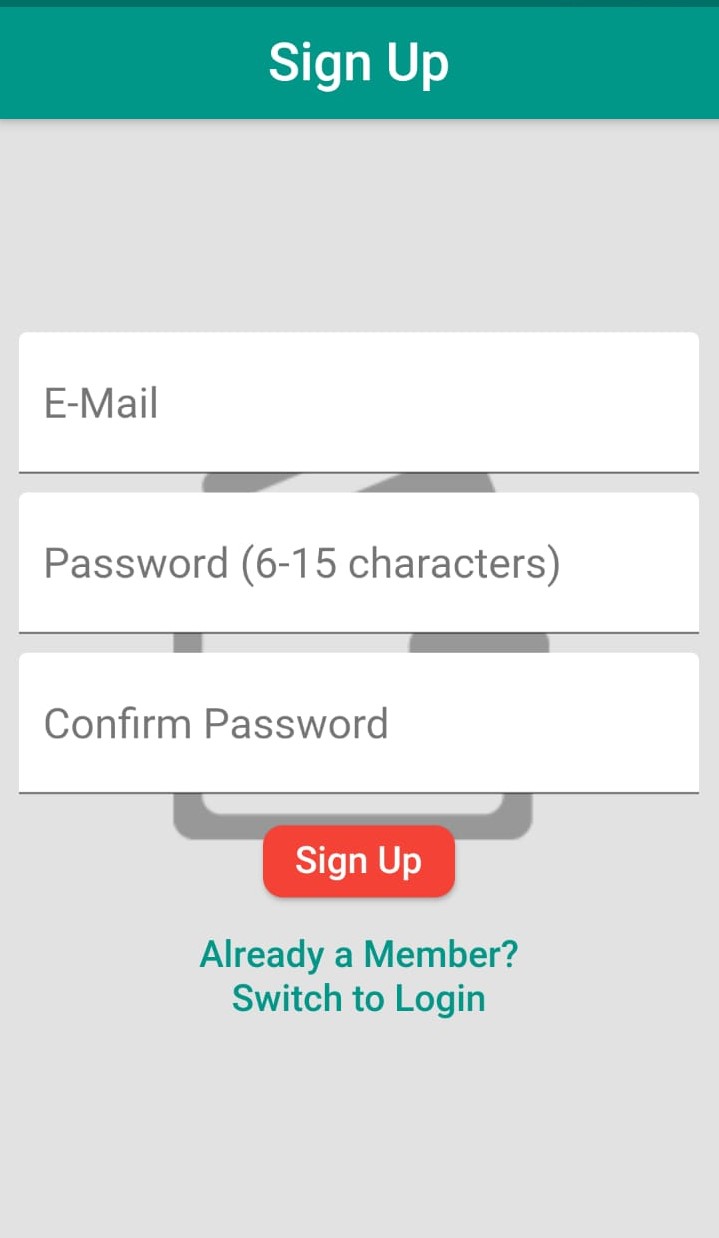 Sign Up
E-Mail
Password (6-15 characters)
Confirm Password
Sign Up
Already a Member?
Switch to Login